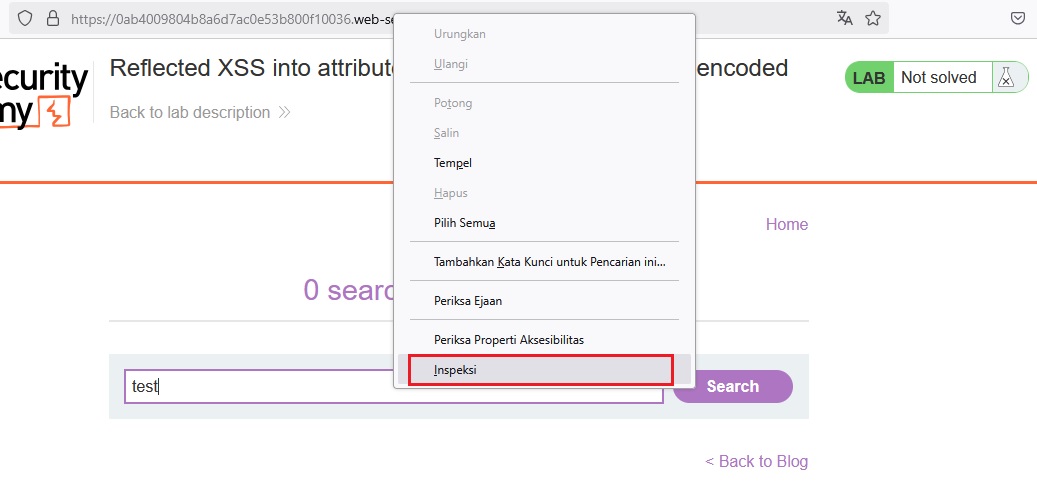 https://0ab4009804b8a6d7ac0e53b800f10036.web-se
ecurity
my
Reflected XSS into attribut
encoded
Back to lab description
LAB Not solved
Urungkan
Ulangi
Potong
Salin
Tempel
Hapus
Pilih Semua
Tambahkan Kata Kunci untuk Pencarian ini...
Periksa Ejaan
Periksa Properti Aksesibilitas
Inspeksi
Home
0 searc
test
Search
< Back to Blog